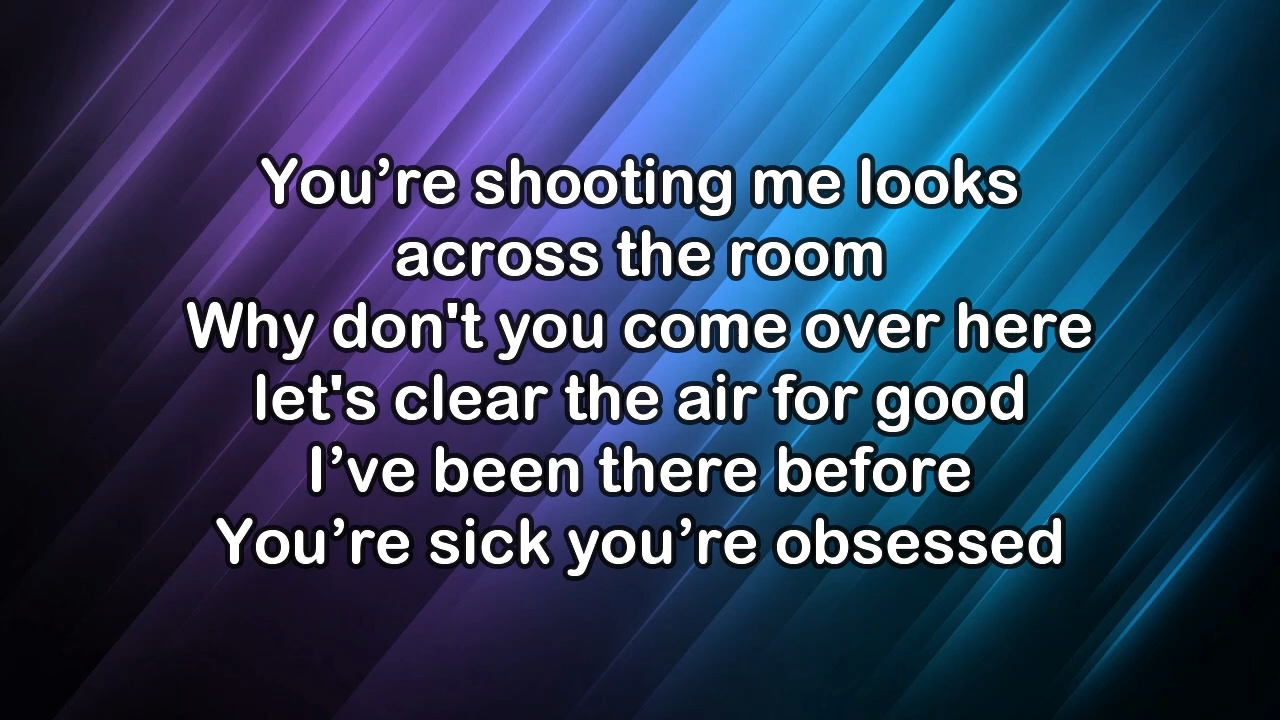 You’re shooting me looks
across the room
Why don't you come over here
let's clear the air for good
I’ve been there before
You’re sick you’re obsessed